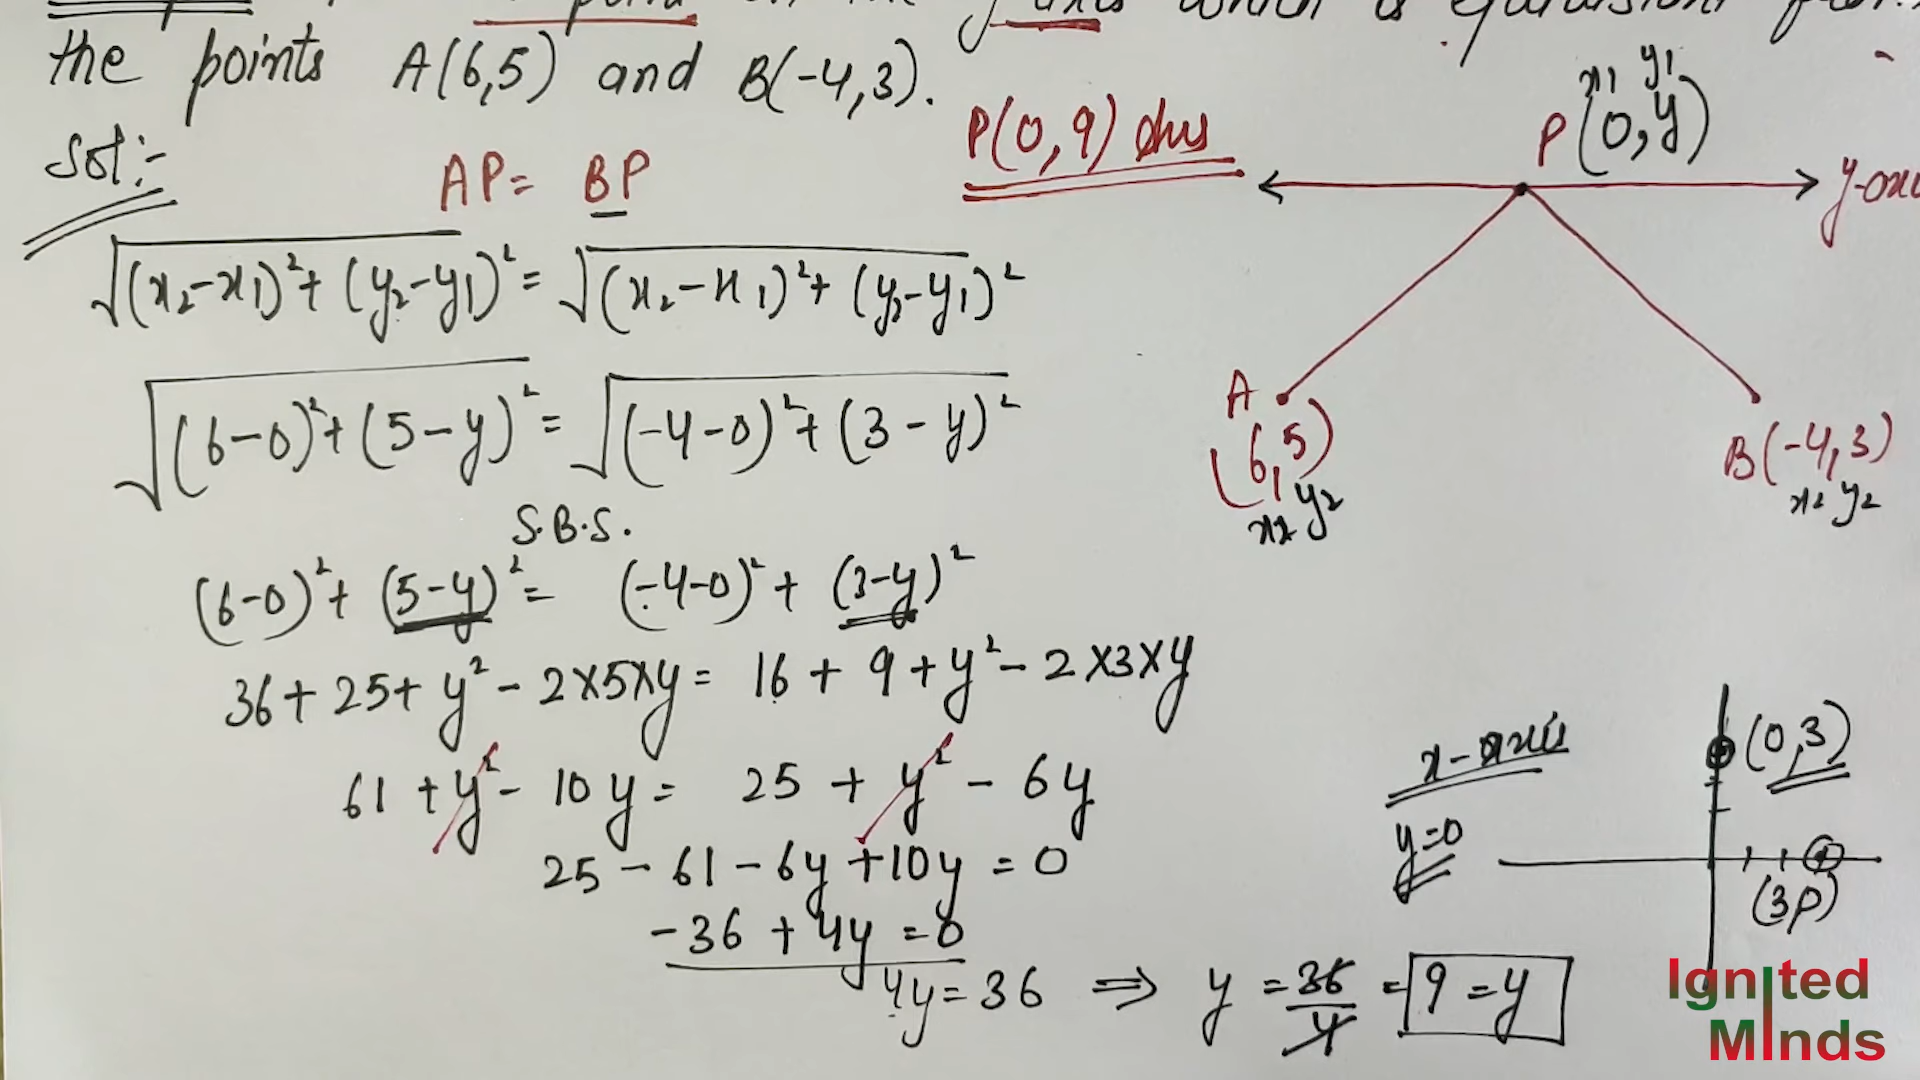 the points A(6,5) and B(-4,3).
Sol:-
AP = BP
P(0,9) Ans
x1 y1
P(0,y)
√(x₂-x1)²+(y₂-y1)² = √(x₂-x1)²+(y₂-y1)²
√(6-0)²+(5-y)² = √(-4-0)²+(3-y)²
A
(6,5)
x2 y2
B(-4,3)
x2 y2
S.B.S.
(6-0)²+(5-y)² = (-4-0)²+(3-y)²
36+25+y²-2×5×y = 16+9+y²-2×3×y
61+y²-10y = 25+y²-6y
25-61-6y+10y = 0
-36+4y = 0
4y = 36 ⇒ y = 36/4 = 9 = y
x-axis
y=0
(0,3)
Ignited
Minds